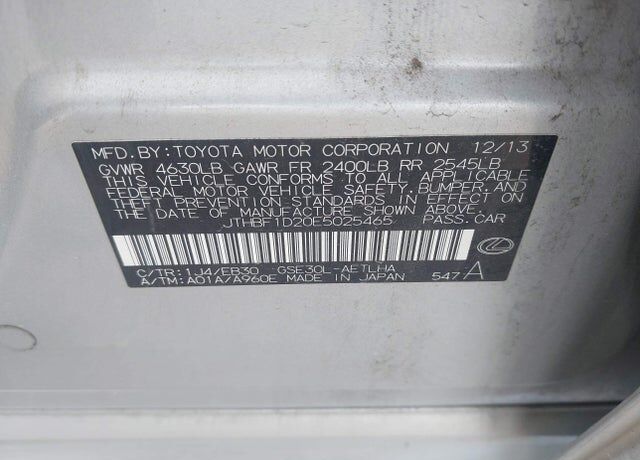 MFD.BY:TOYOTA MOTOR CORPORATION 12/13
GVWR 4630LB GAWR FR 2400LB RR 2545LB
THIS VEHICLE CONFORMS TO ALL APPLICABLE
FEDERAL MOTOR VEHICLE SAFETY,BUMPER,AND
THEFT PREVENTION STANDARDS IN EFFECT ON
THE DATE OF MANUFACTURE SHOWN ABOVE.
JTHBF1D20E5025465 PASS.CAR
C/TR:1J4/EB30 GSE30L-AETLHA
A/TM:A01A/A960E MADE IN JAPAN 547A